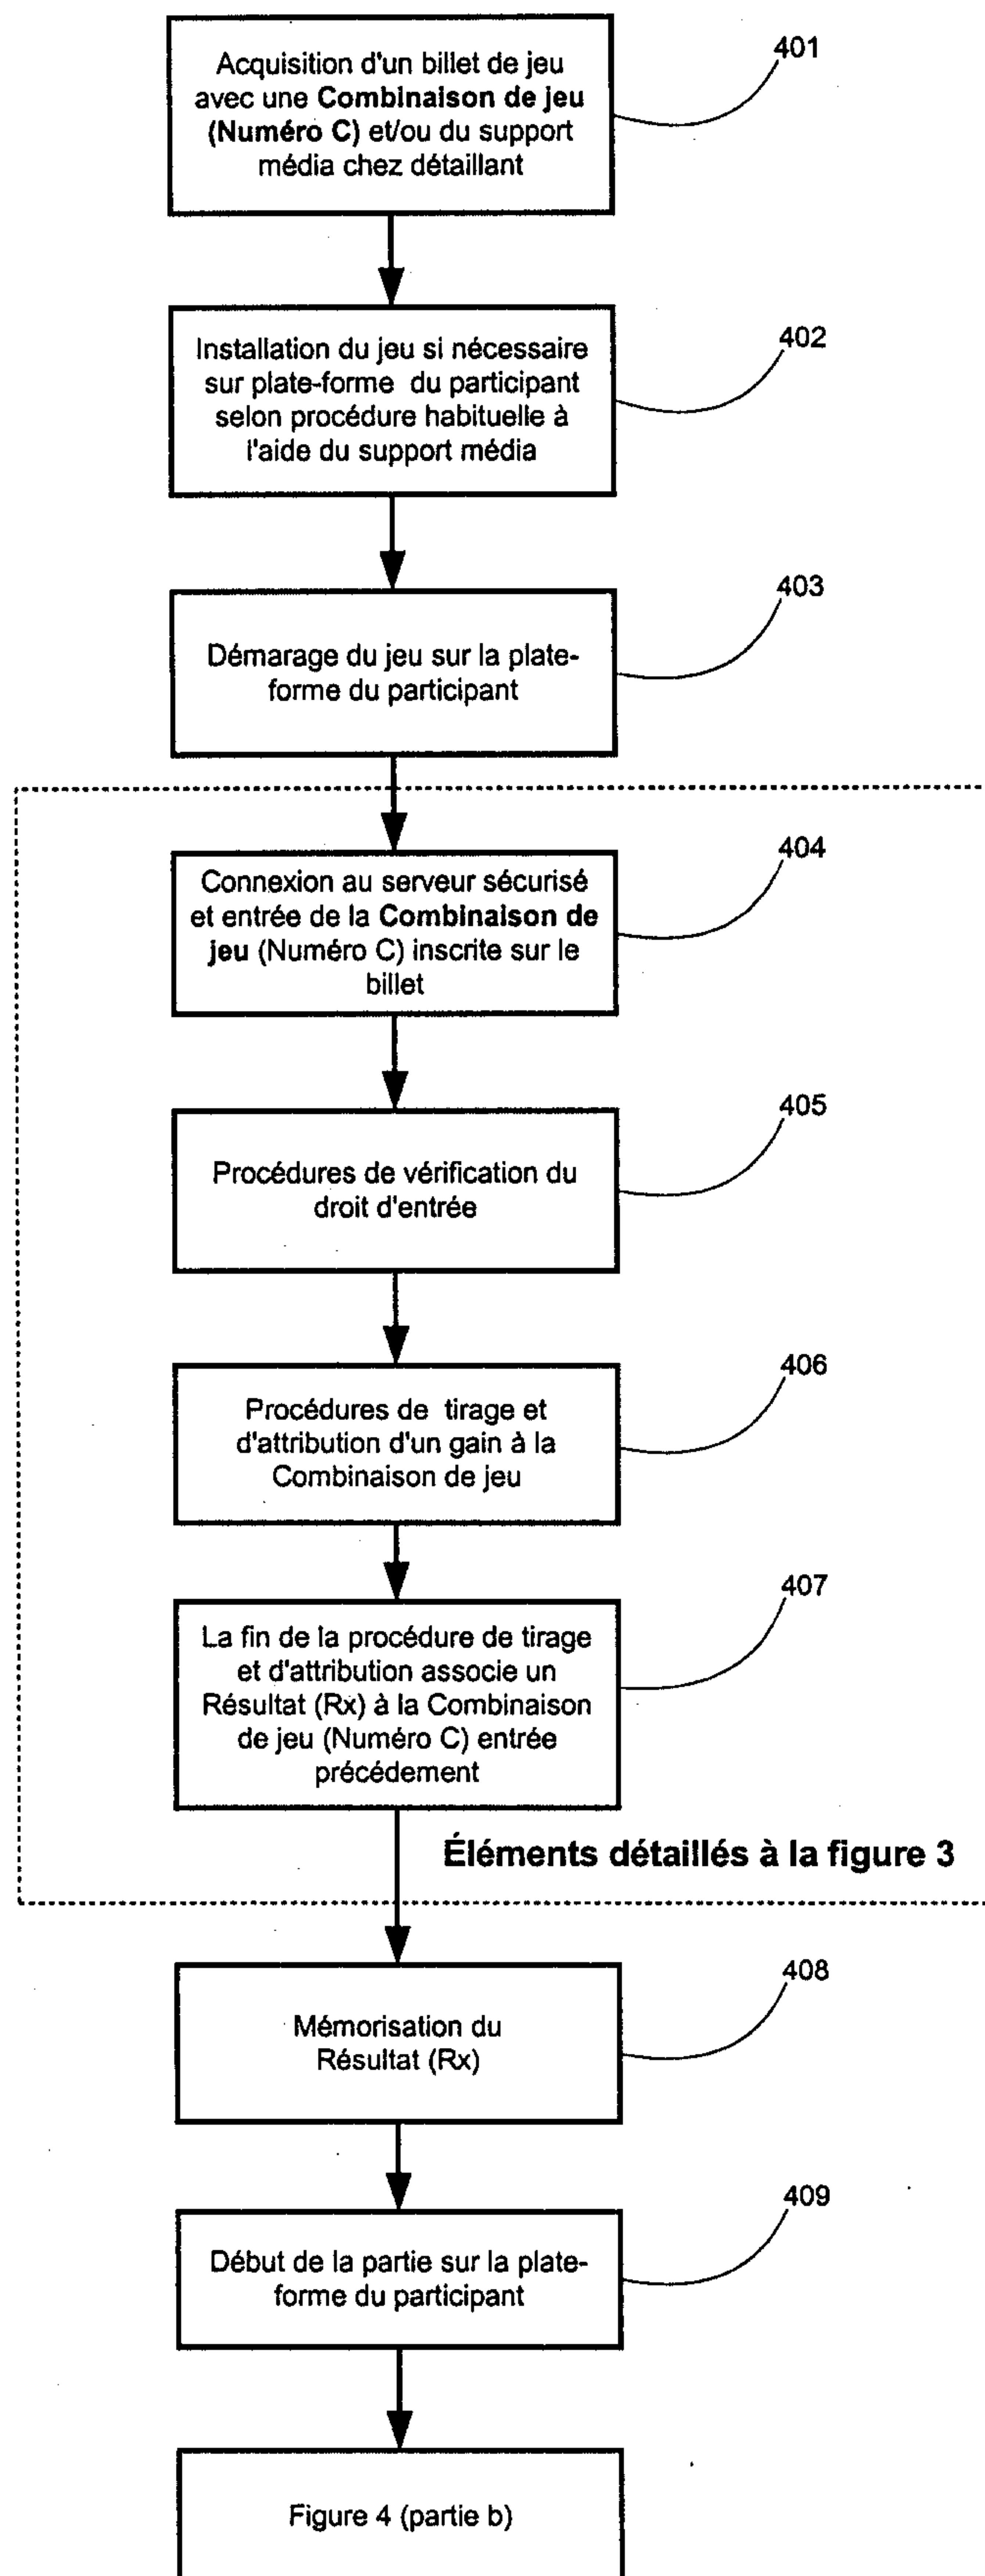 Acquisition d'un billet de jeu
avec une Combinaison de jeu
(Numéro C) et/ou du support
média chez détaillant
401
Installation du jeu si nécessaire
sur plate-forme du participant
selon procédure habituelle à
l'aide du support média
402
Démarage du jeu sur la plate-
forme du participant
403
Connexion au serveur sécurisé
et entrée de la Combinaison de
jeu (Numéro C) inscrite sur le
billet
404
Procédures de vérification du
droit d'entrée
405
Procédures de tirage et
d'attribution d'un gain à la
Combinaison de jeu
406
La fin de la procédure de tirage
et d'attribution associe un
Résultat (Rx) à la Combinaison
de jeu (Numéro C) entrée
précédement
407
Éléments détaillés à la figure 3
Mémorisation du
Résultat (Rx)
408
Début de la partie sur la plate-
forme du participant
409
Figure 4 (partie b)